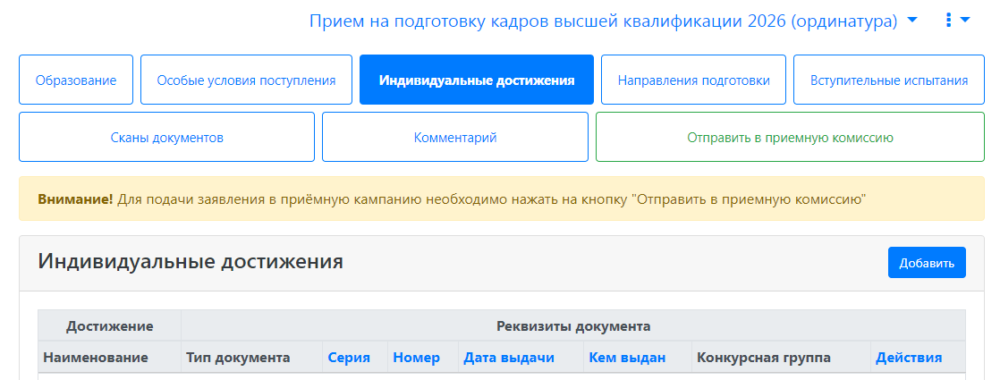 Прием на подготовку кадров высшей квалификации 2026 (ординатура)
Образование Особые условия поступления Индивидуальные достижения Направления подготовки Вступительные испытания
Сканы документов Комментарий Отправить в приемную комиссию
Внимание! Для подачи заявления в приёмную кампанию необходимо нажать на кнопку "Отправить в приемную комиссию"
Индивидуальные достижения Добавить
Достижение Реквизиты документа
Наименование Тип документа Серия Номер Дата выдачи Кем выдан Конкурсная группа Действия